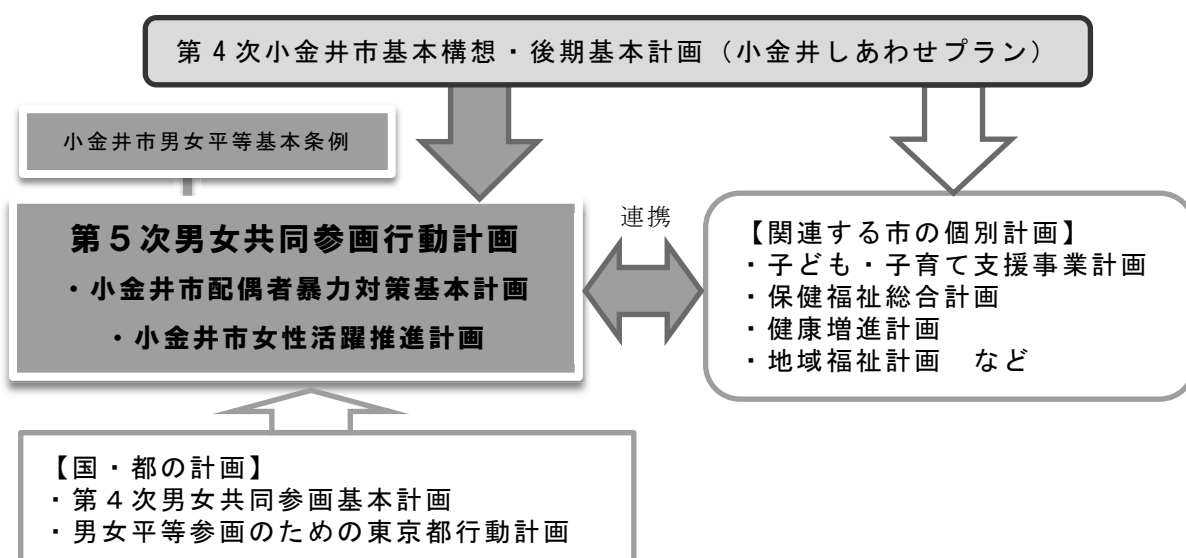 第4次小金井市基本構想・後期基本計画（小金井しあわせプラン）
小金井市男女平等基本条例
第５次男女共同参画行動計画
・小金井市配偶者暴力対策基本計画
・小金井市女性活躍推進計画
連携
【関連する市の個別計画】
・子ども・子育て支援事業計画
・保健福祉総合計画
・健康増進計画
・地域福祉計画　など
【国・都の計画】
・第４次男女共同参画基本計画
・男女平等参画のための東京都行動計画